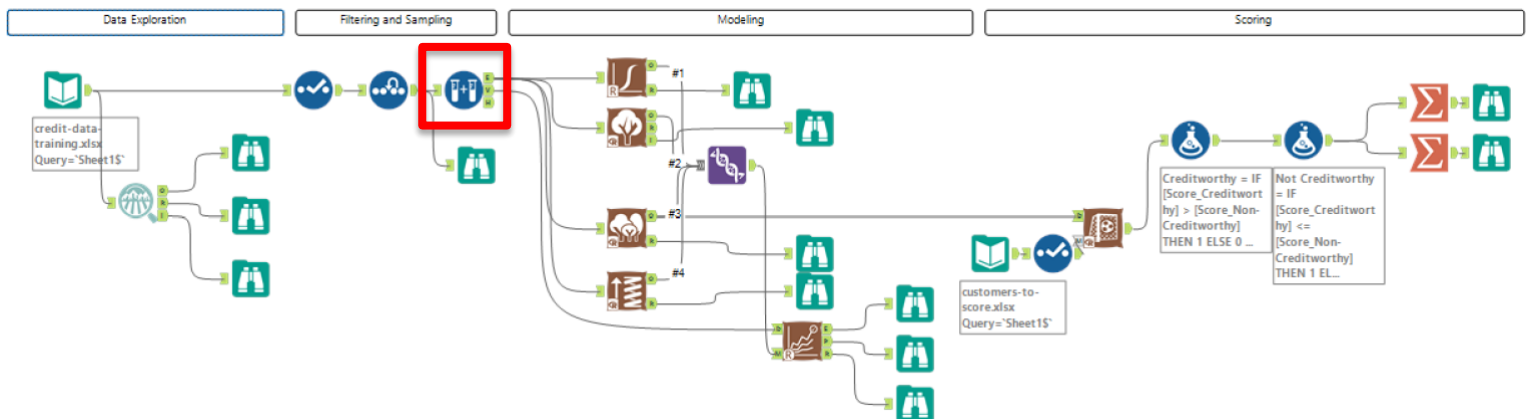 Data Exploration
Filtering and Sampling
Modeling
Scoring
credit-data-
training.xlsx
Query=`Sheet1$`
O
R
I
E
V
H
O
R
#1
O
R
I
#2
O
R
#3
O
R
#4
D
M
E
P
R
customers-to-
score.xlsx
Query=`Sheet1$`
Creditworthy = IF
[Score_Creditwort
hy] > [Score_Non-
Creditworthy]
THEN 1 ELSE 0 ...
Not Creditworthy
= IF
[Score_Creditwort
hy] <=
[Score_Non-
Creditworthy]
THEN 1 EL...